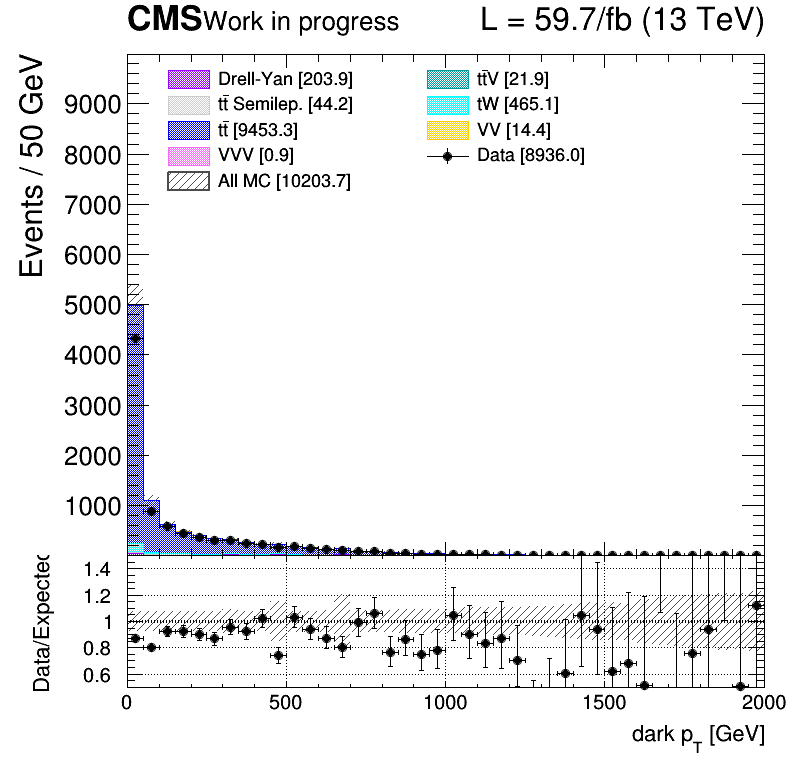 CMS Work in progress L = 59.7/fb (13 TeV)
Events / 50 GeV
Drell-Yan [203.9]
tt̄ Semilep. [44.2]
tt̄ [9453.3]
VVV [0.9]
All MC [10203.7]
tt̄V [21.9]
tW [465.1]
VV [14.4]
Data [8936.0]
9000
8000
7000
6000
5000
4000
3000
2000
1000
Data/Expected
1.4
1.2
1
0.8
0.6
0 500 1000 1500 2000
dark p_T [GeV]